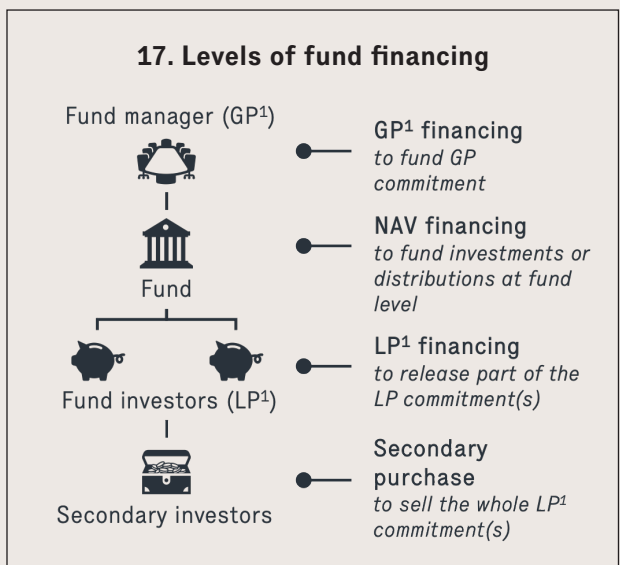 17. Levels of fund financing
Fund manager (GP¹)
GP¹ financing
to fund GP
commitment
NAV financing
to fund investments or
distributions at fund
level
Fund
LP¹ financing
to release part of the
LP commitment(s)
Fund investors (LP¹)
Secondary
purchase
to sell the whole LP¹
commitment(s)
Secondary investors